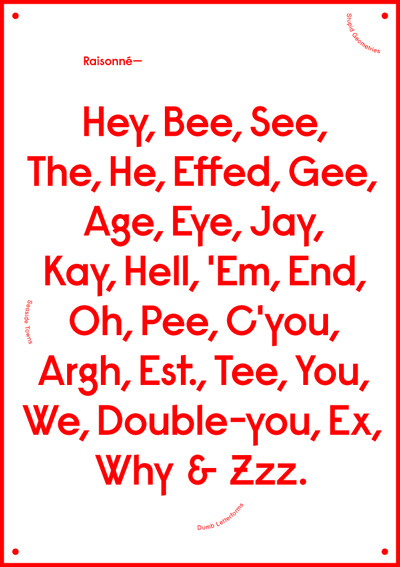 Stupid Geometries
Raisonné—
Hey, Bee, See,
The, He, Effed, Gee,
Age, Eye, Jay,
Kay, Hell, 'Em, End,
Oh, Pee, C'you,
Argh, Est., Tee, You,
We, Double-you, Ex,
Why & Zzz.
Seaside Towns
Dumb Letterforms